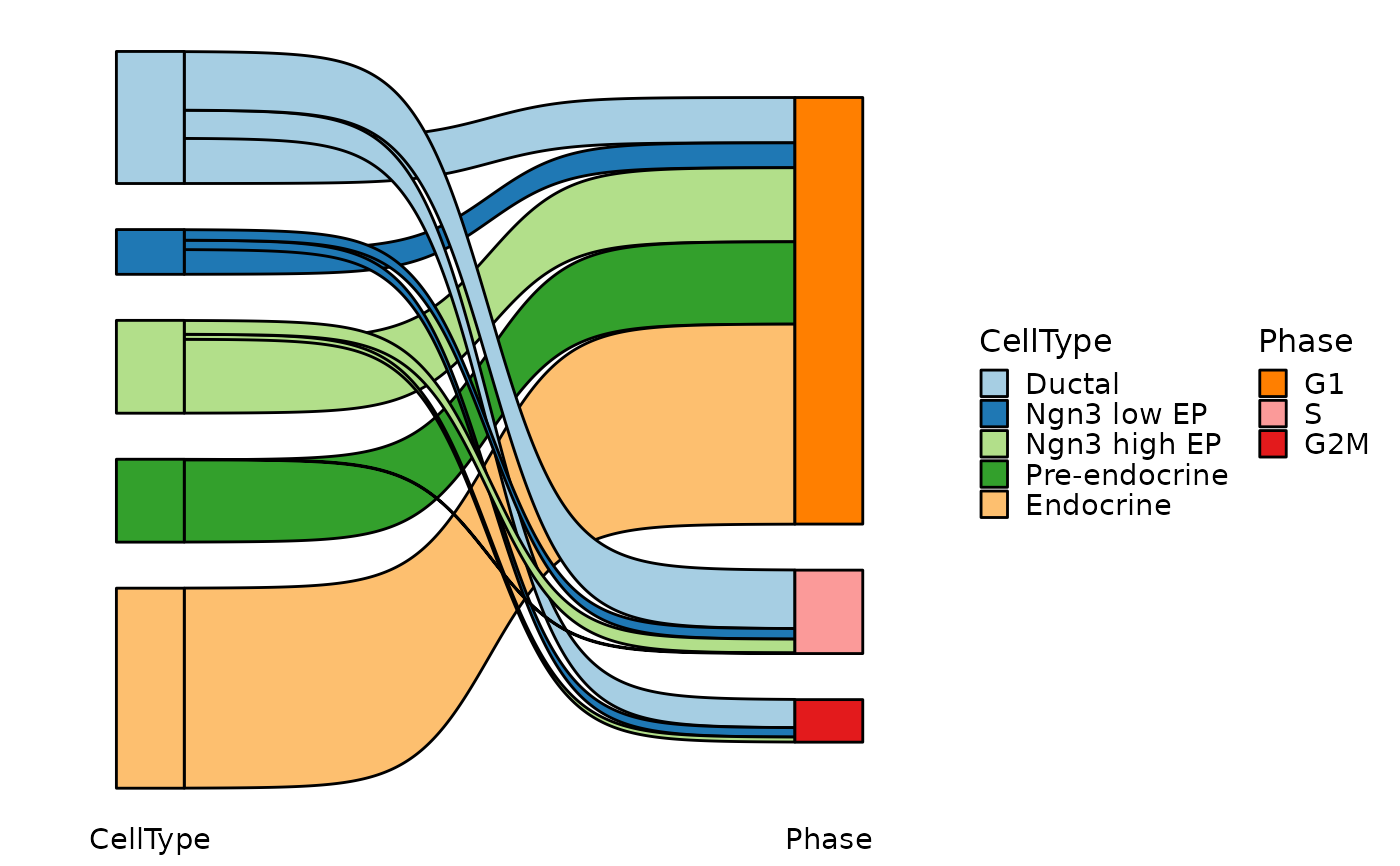 CellType
Ductal
Ngn3 low EP
Ngn3 high EP
Pre-endocrine
Endocrine
Phase
G1
S
G2M
CellType
Phase